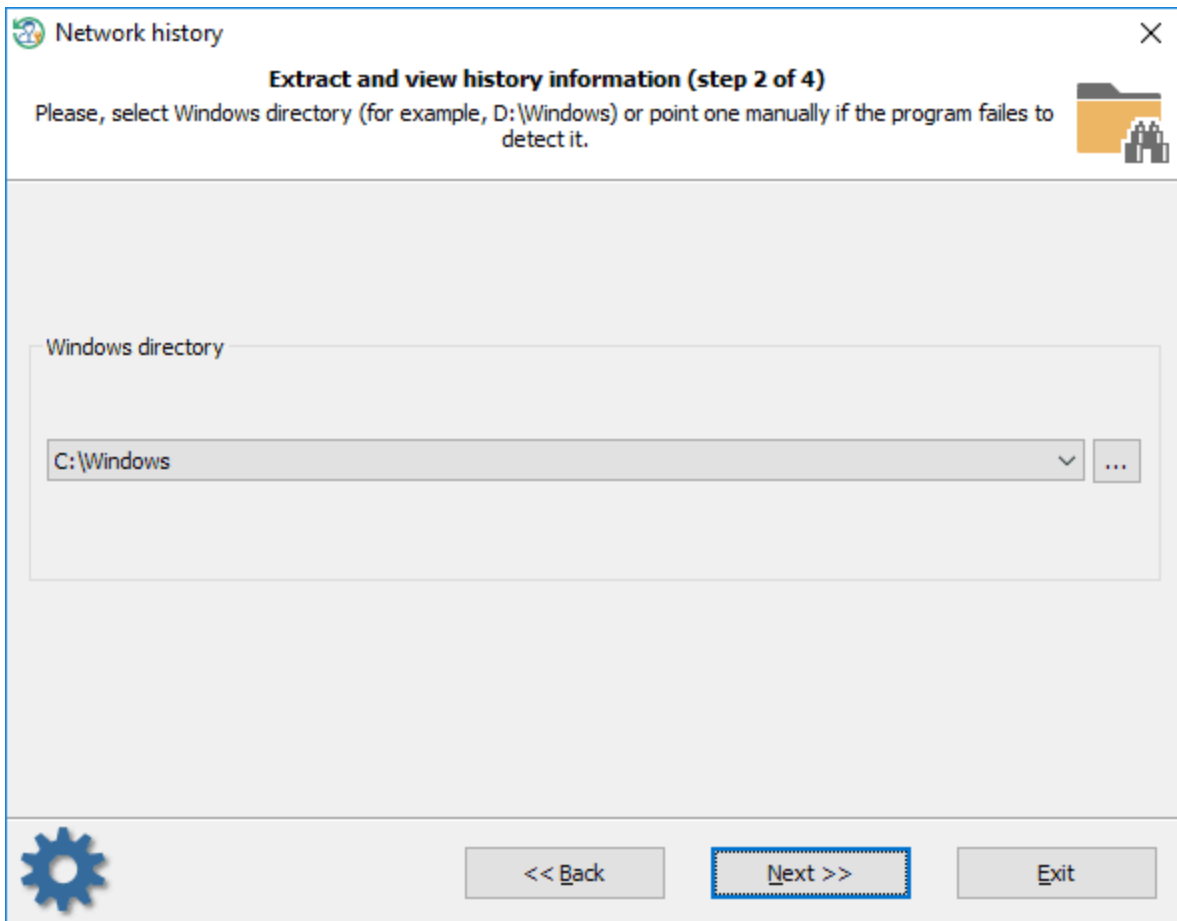 Network history
Extract and view history information (step 2 of 4)
Please, select Windows directory (for example, D:\Windows) or point one manually if the program failes to
detect it.
Windows directory
C:\Windows
...
<< Back
Next >>
Exit